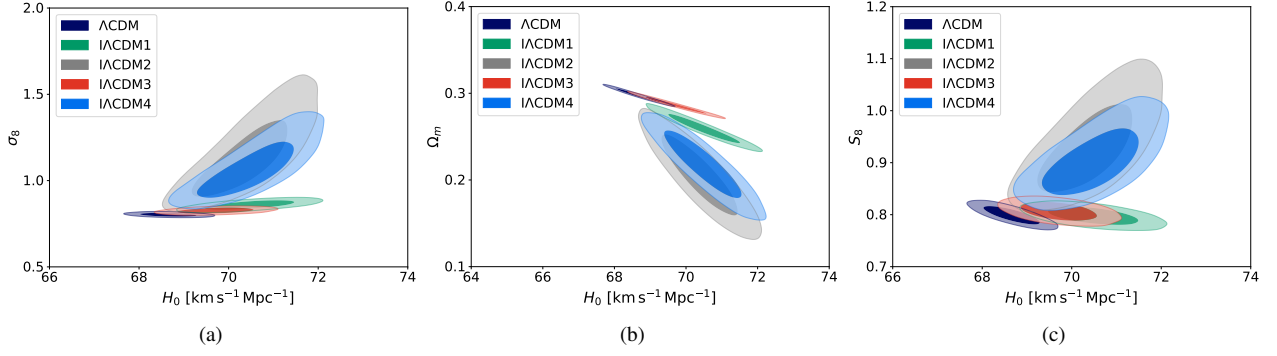 2.0
1.5
1.0
0.5
σ₈
66
68
70
72
74
H₀ [km s⁻¹ Mpc⁻¹]
ΛCDM
IΛCDM1
IΛCDM2
IΛCDM3
IΛCDM4
(a)
0.4
0.3
0.2
0.1
Ωₘ
64
66
68
70
72
74
H₀ [km s⁻¹ Mpc⁻¹]
ΛCDM
IΛCDM1
IΛCDM2
IΛCDM3
IΛCDM4
(b)
1.2
1.1
1.0
0.9
0.8
0.7
S₈
66
68
70
72
74
H₀ [km s⁻¹ Mpc⁻¹]
ΛCDM
IΛCDM1
IΛCDM2
IΛCDM3
IΛCDM4
(c)